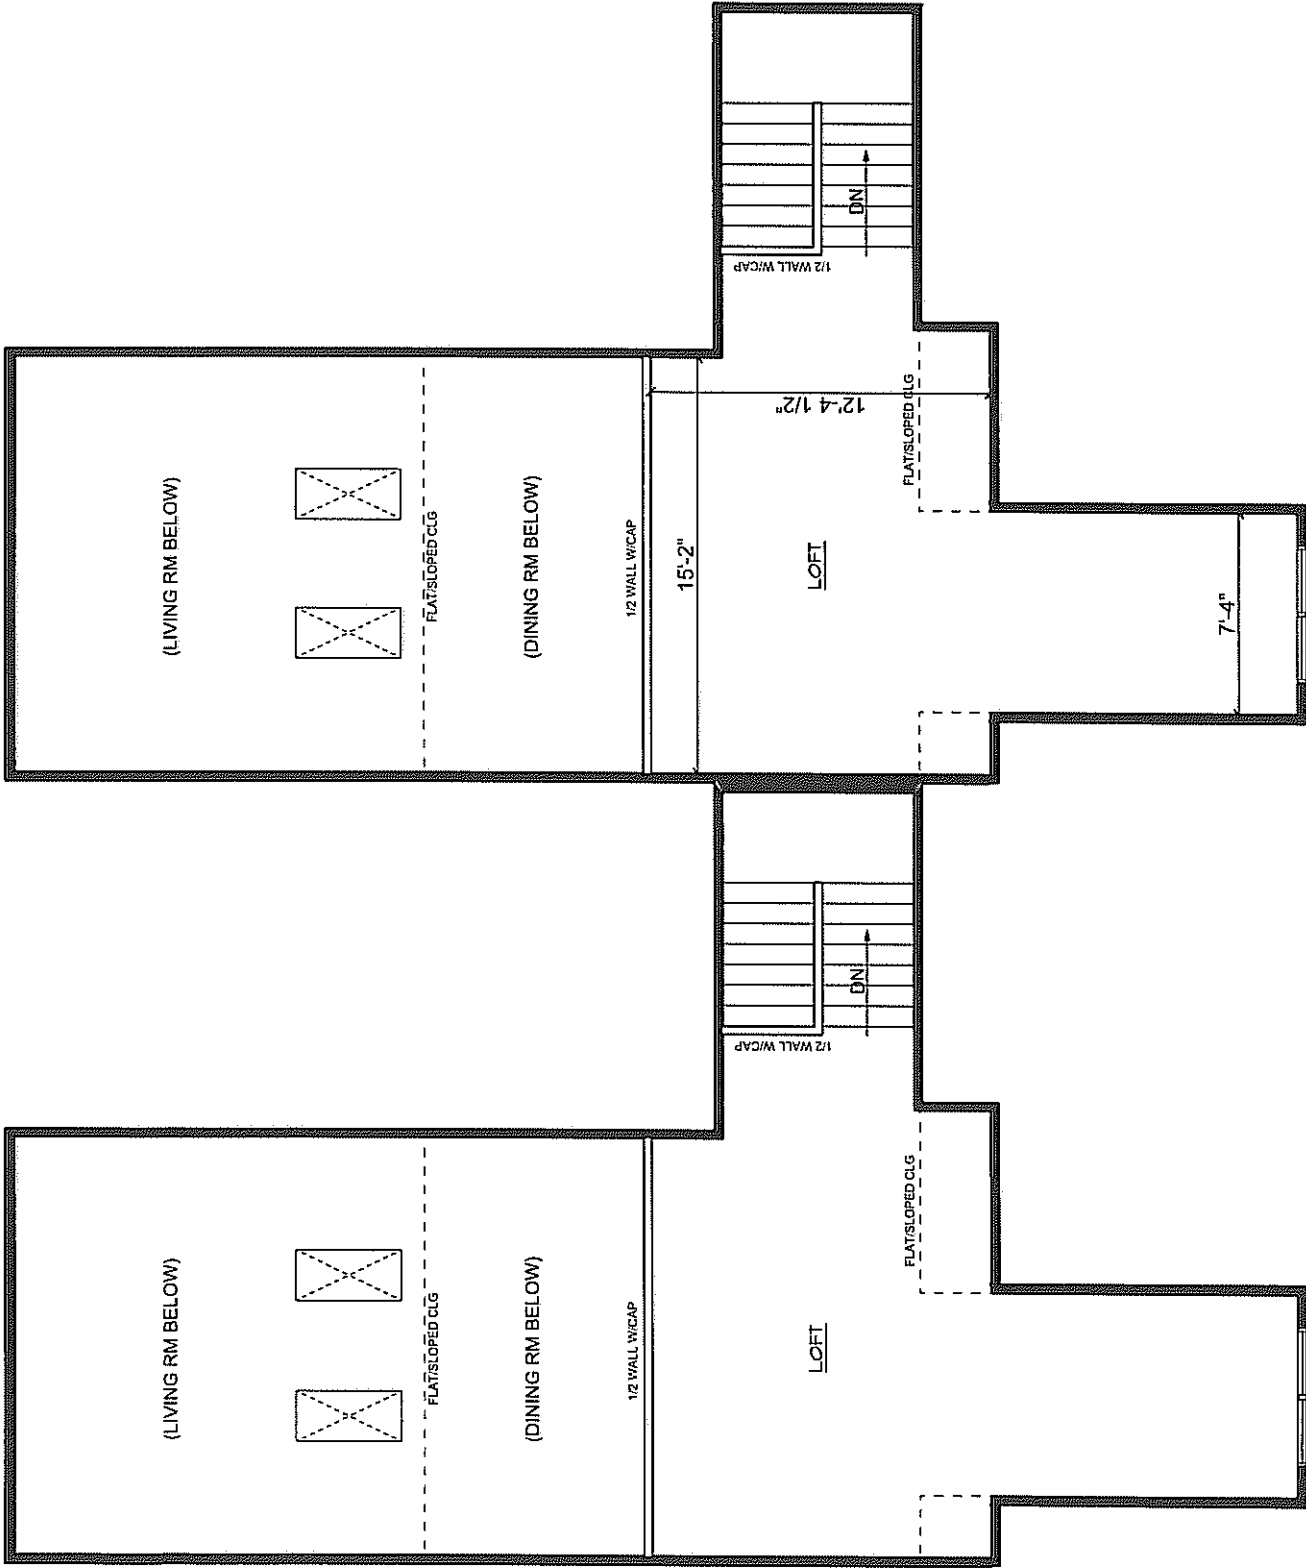 (LIVING RM BELOW)
FLAT/SLOPED CLG
(DINING RM BELOW)
1/2 WALL W/CAP
LOFT
FLAT/SLOPED CLG
1/2 WALL W/CAP
DN
(LIVING RM BELOW)
FLAT/SLOPED CLG
(DINING RM BELOW)
1/2 WALL W/CAP
15'-2"
12'-4 1/2"
LOFT
FLAT/SLOPED CLG
7'-4"
1/2 WALL W/CAP
DN